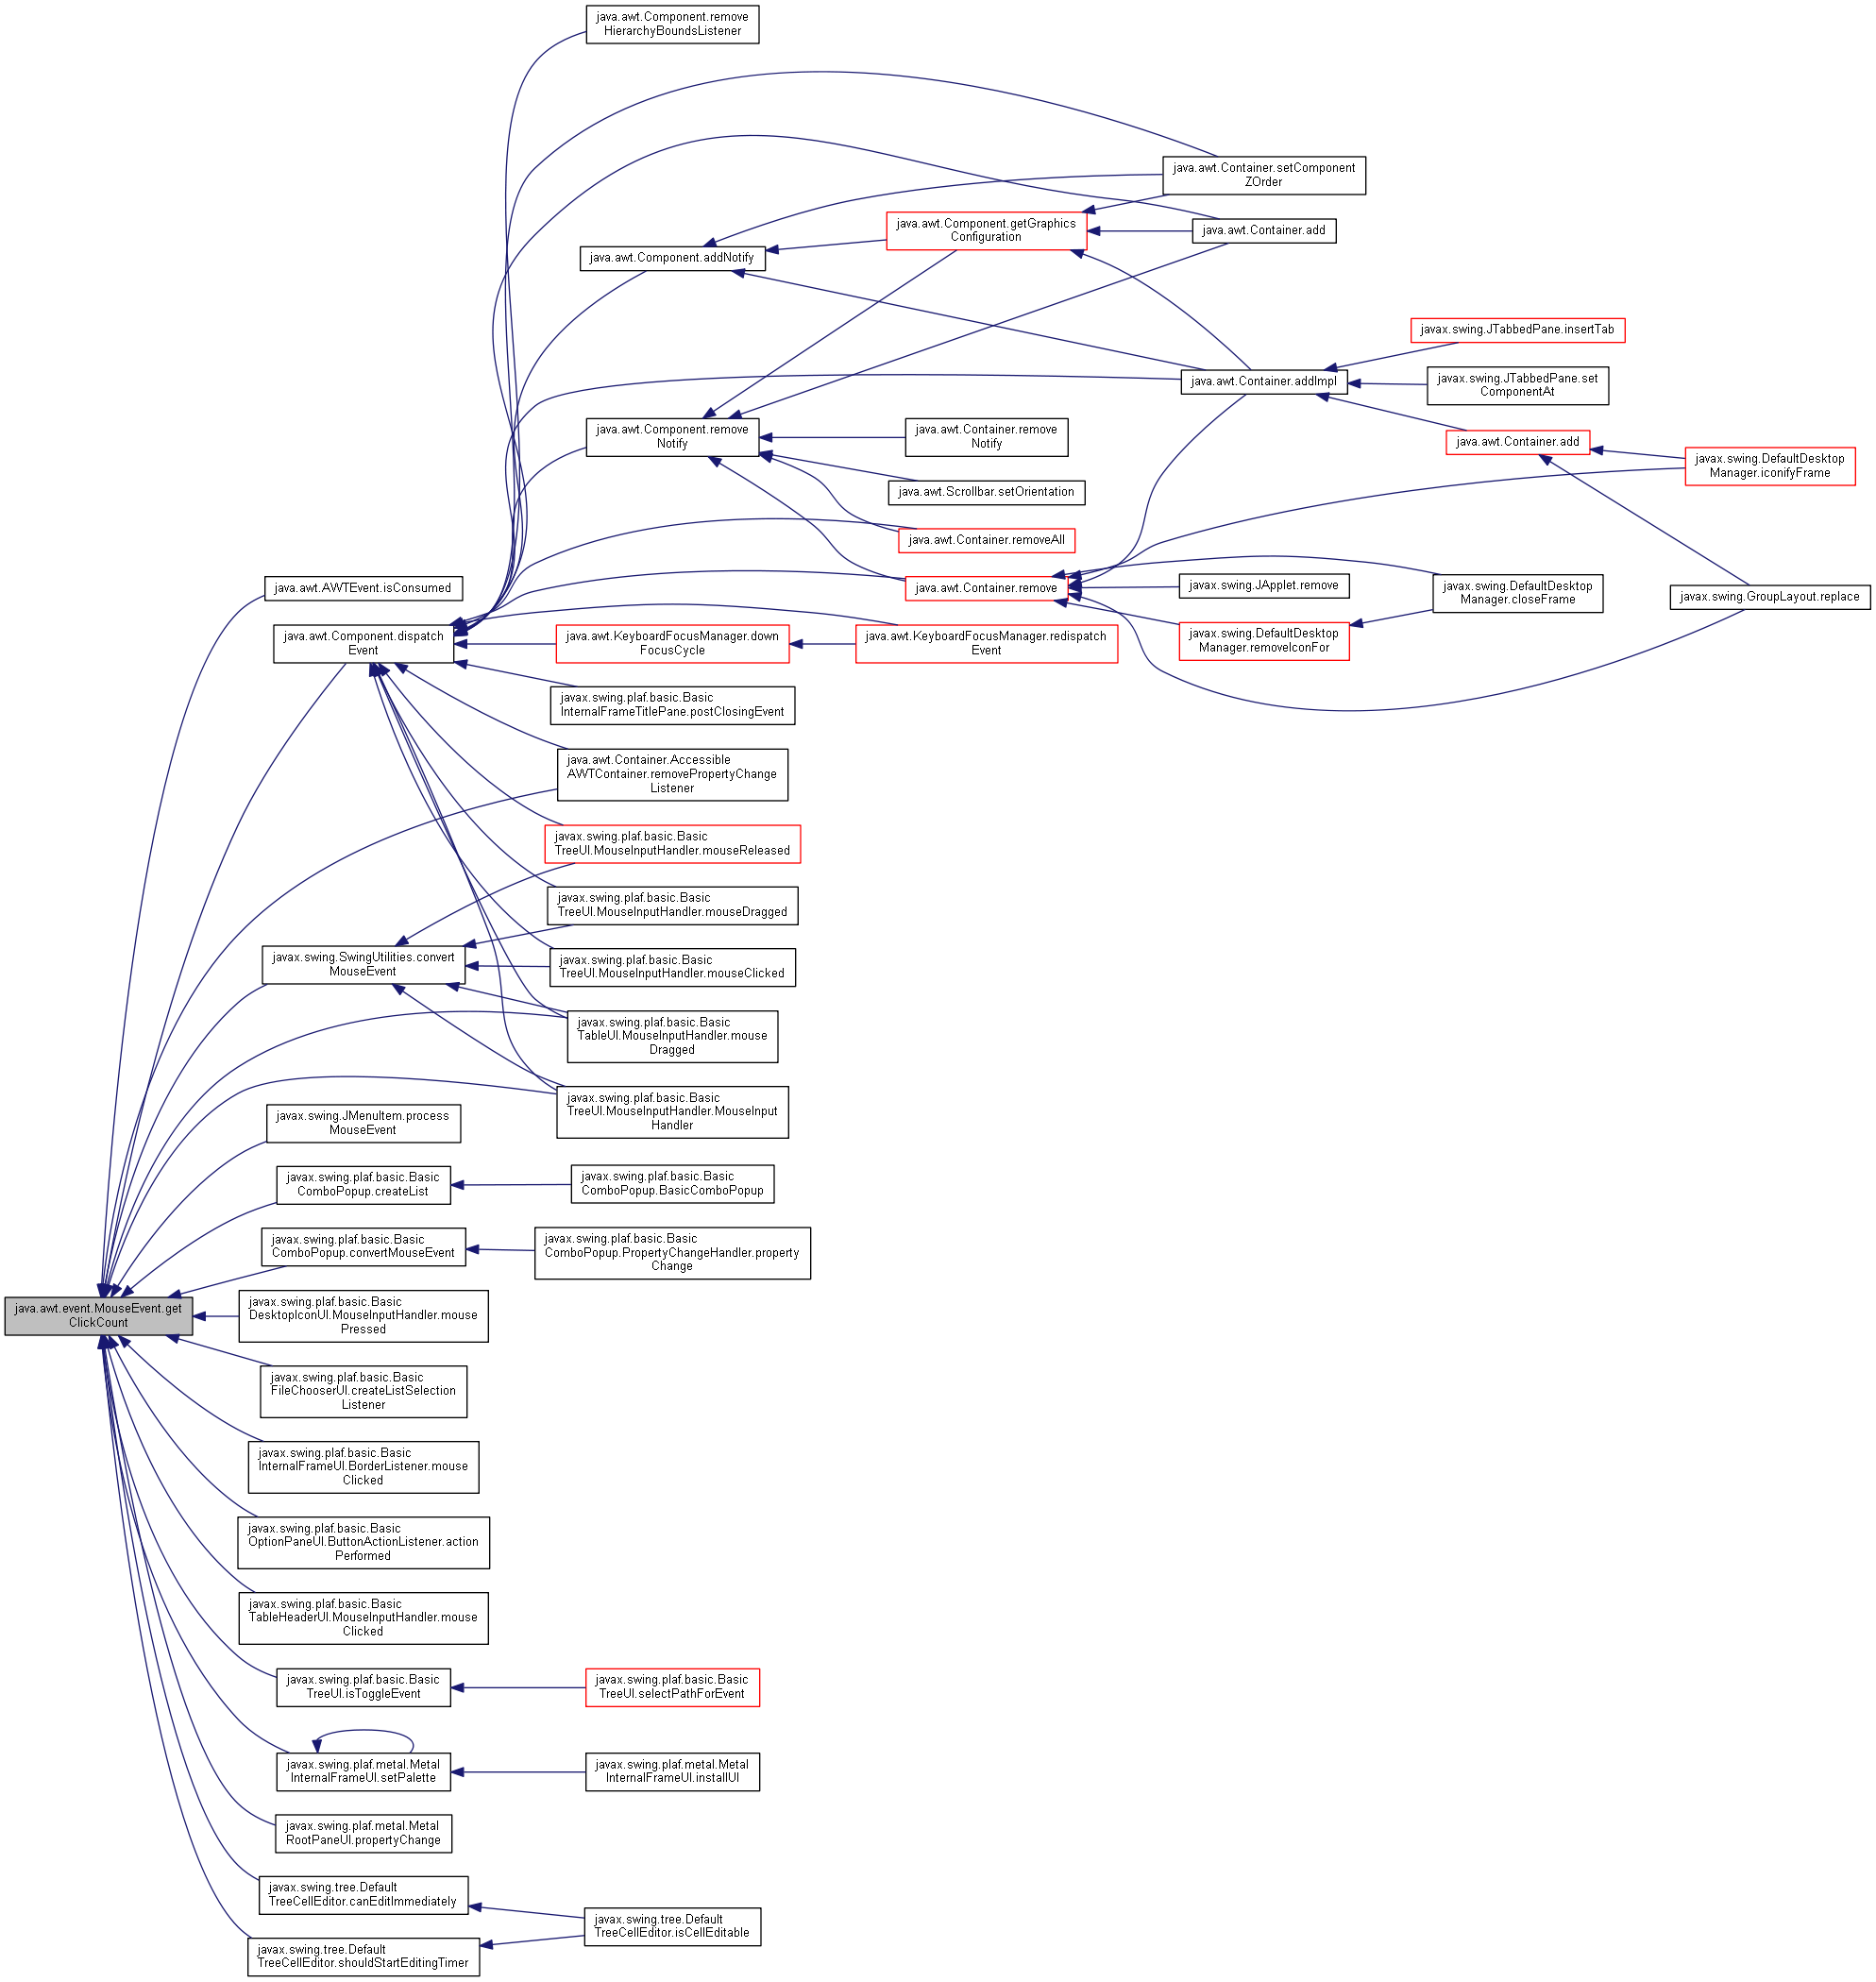 java.awt.Component.remove
HierarchyBoundsListener
java.awt.Container.setComponent
ZOrder
java.awt.Component.getGraphics
Configuration
java.awt.Container.add
java.awt.Component.addNotify
javax.swing.JTabbedPane.insertTab
java.awt.Container.addImpl
javax.swing.JTabbedPane.set
ComponentAt
java.awt.Component.remove
Notify
java.awt.Container.remove
Notify
java.awt.Container.add
javax.swing.DefaultDesktop
Manager.iconifyFrame
java.awt.Scrollbar.setOrientation
java.awt.Container.removeAll
java.awt.AWTEvent.isConsumed
java.awt.Container.remove
javax.swing.JApplet.remove
javax.swing.DefaultDesktop
Manager.closeFrame
javax.swing.GroupLayout.replace
java.awt.Component.dispatch
Event
java.awt.KeyboardFocusManager.down
FocusCycle
java.awt.KeyboardFocusManager.redispatch
Event
javax.swing.DefaultDesktop
Manager.removeIconFor
javax.swing.plaf.basic.Basic
InternalFrameTitlePane.postClosingEvent
java.awt.Container.Accessible
AWTContainer.removePropertyChange
Listener
javax.swing.plaf.basic.Basic
TreeUI.MouseInputHandler.mouseReleased
javax.swing.plaf.basic.Basic
TreeUI.MouseInputHandler.mouseDragged
javax.swing.SwingUtilities.convert
MouseEvent
javax.swing.plaf.basic.Basic
TreeUI.MouseInputHandler.mouseClicked
javax.swing.plaf.basic.Basic
TableUI.MouseInputHandler.mouse
Dragged
javax.swing.plaf.basic.Basic
TreeUI.MouseInputHandler.MouseInput
Handler
javax.swing.JMenuItem.process
MouseEvent
javax.swing.plaf.basic.Basic
ComboPopup.createList
javax.swing.plaf.basic.Basic
ComboPopup.BasicComboPopup
javax.swing.plaf.basic.Basic
ComboPopup.convertMouseEvent
javax.swing.plaf.basic.Basic
ComboPopup.PropertyChangeHandler.property
Change
java.awt.event.MouseEvent.get
ClickCount
javax.swing.plaf.basic.Basic
DesktopIconUI.MouseInputHandler.mouse
Pressed
javax.swing.plaf.basic.Basic
FileChooserUI.createListSelection
Listener
javax.swing.plaf.basic.Basic
InternalFrameUI.BorderListener.mouse
Clicked
javax.swing.plaf.basic.Basic
OptionPaneUI.ButtonActionListener.action
Performed
javax.swing.plaf.basic.Basic
TableHeaderUI.MouseInputHandler.mouse
Clicked
javax.swing.plaf.basic.Basic
TreeUI.isToggleEvent
javax.swing.plaf.basic.Basic
TreeUI.selectPathForEvent
javax.swing.plaf.metal.Metal
InternalFrameUI.setPalette
javax.swing.plaf.metal.Metal
InternalFrameUI.installUI
javax.swing.plaf.metal.Metal
RootPaneUI.propertyChange
javax.swing.tree.Default
TreeCellEditor.canEditImmediately
javax.swing.tree.Default
TreeCellEditor.isCellEditable
javax.swing.tree.Default
TreeCellEditor.shouldStartEditingTimer